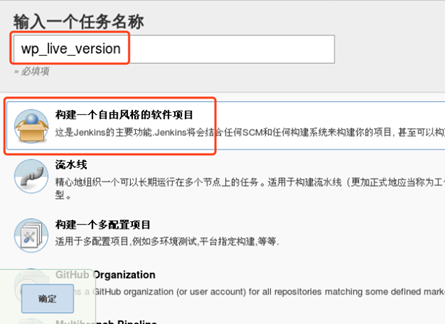 输入一个任务名称
wp_live_version
» 必填项
构建一个自由风格的软件项目
这是Jenkins的主要功能.Jenkins将会结合任何SCM和任何构建系统来构建你的项目, 甚至可以构
流水线
精心地组织一个可以长期运行在多个节点上的任务。适用于构建流水线（更加正式地应当称为工
型。
构建一个多配置项目
适用于多配置项目,例如多环境测试,平台指定构建,等等.
GitHub Organization
a GitHub organization (or user account) for all repositories matching some defined mark
确定
Multibranch Pipeline